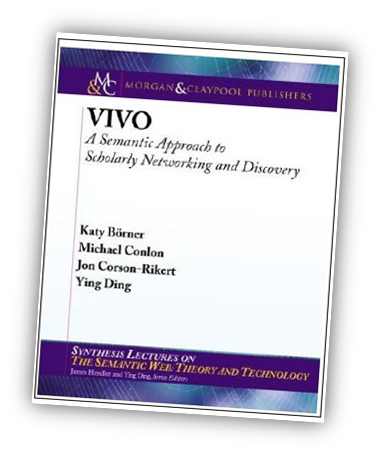 M
&C MORGAN&CLAYPOOL PUBLISHERS
VIVO
A Semantic Approach to
Scholarly Networking and Discovery
Katy Börner
Michael Conlon
Jon Corson-Rikert
Ying Ding
SYNTHESIS LECTURES ON
THE SEMANTIC WEB: THEORY AND TECHNOLOGY
James Hendler and Ying Ding, Series Editors